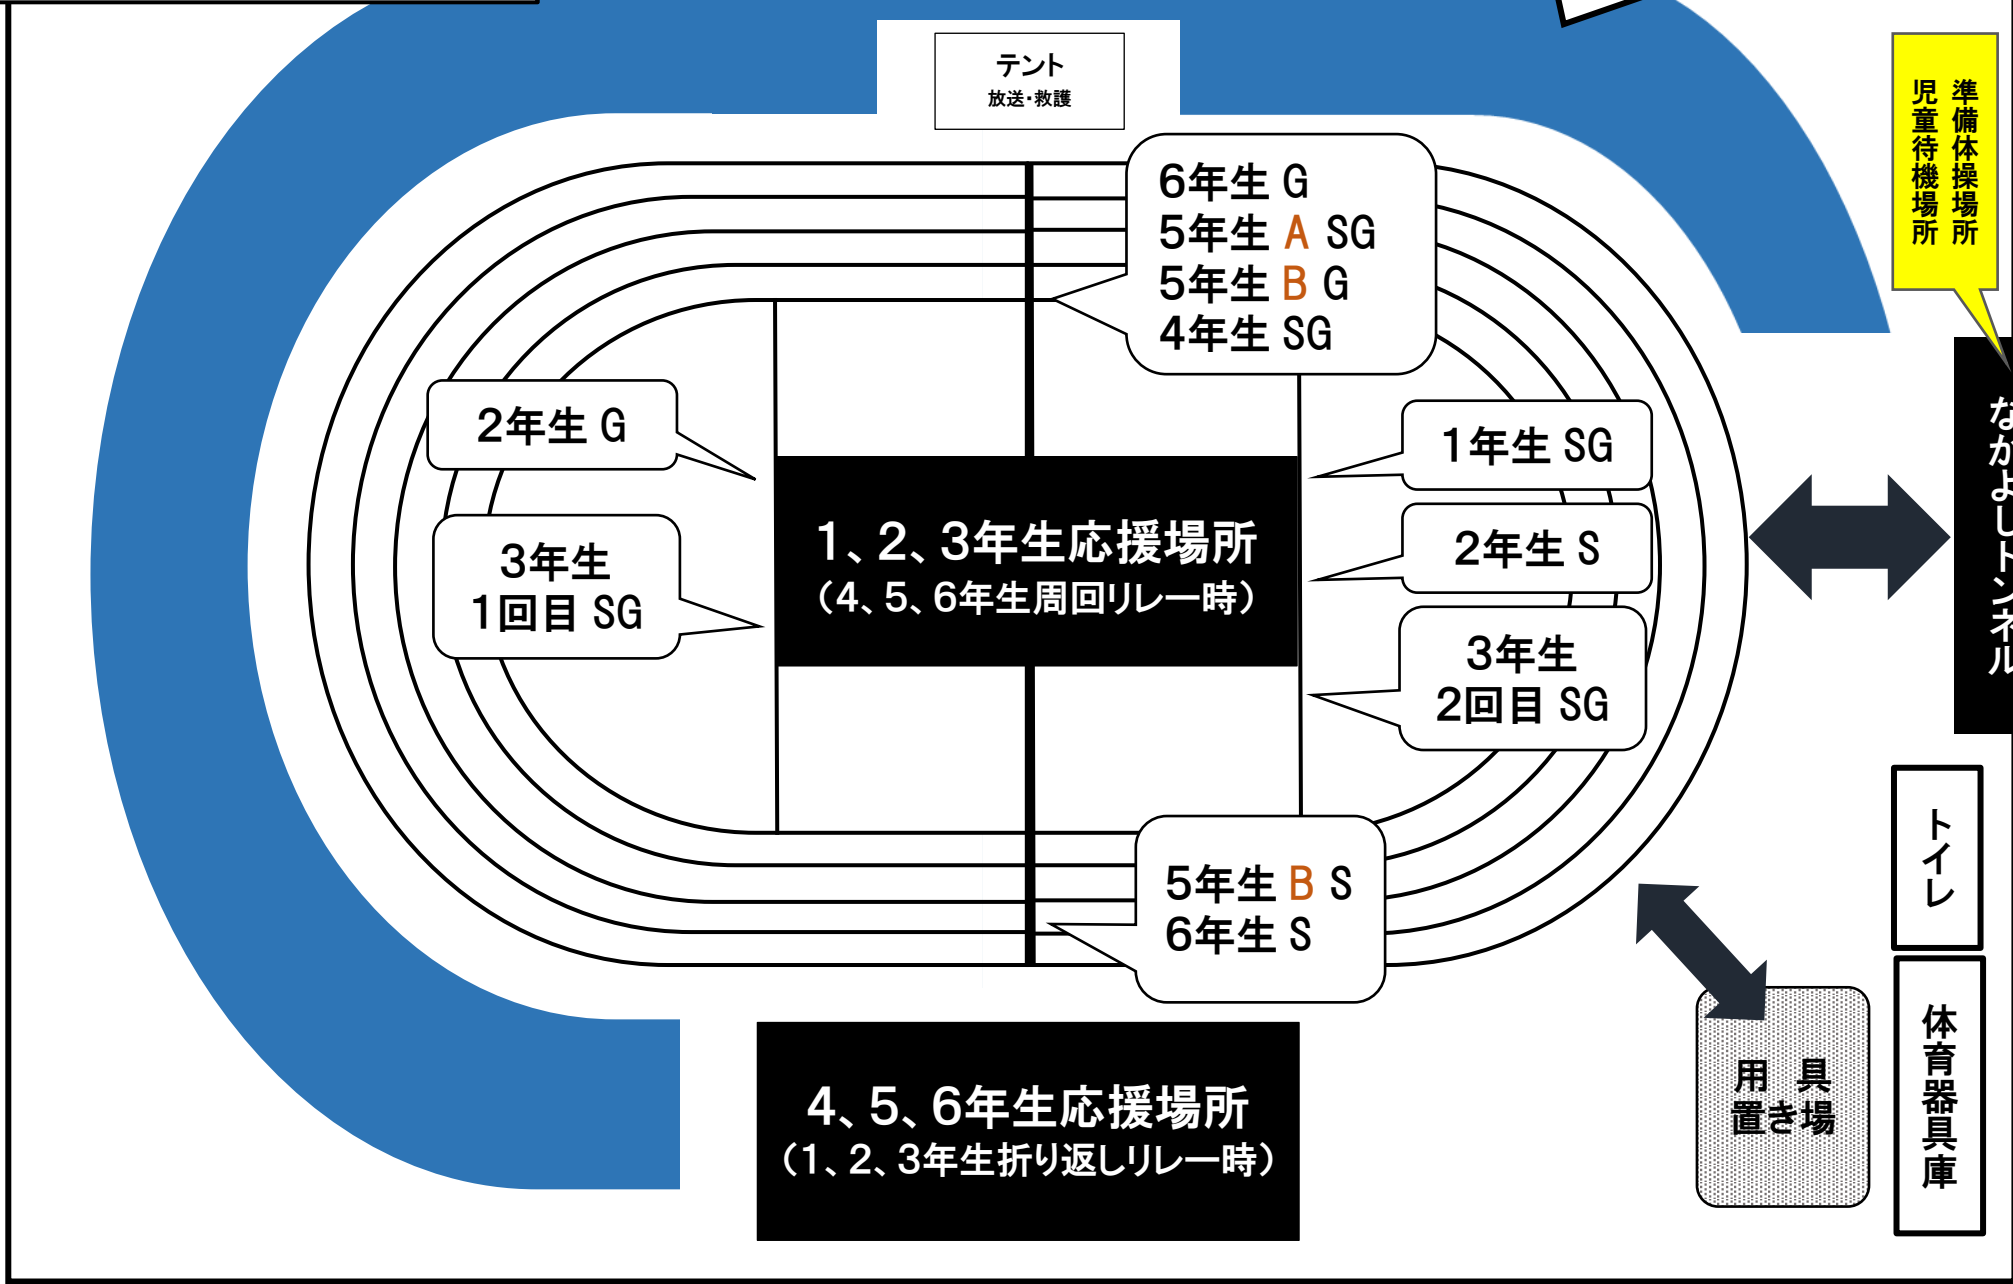 テント
放送・救護
準備体操場所
児童待機場所
6年生 G
5年生 A SG
5年生 B G
4年生 SG
2年生 G
1年生 SG
3年生
1回目 SG
1、2、3年生応援場所
（4、5、6年生周回リレー時）
2年生 S
3年生
2回目 SG
なかよしトンネル
5年生 B S
6年生 S
トイレ
4、5、6年生応援場所
（1、2、3年生折り返しリレー時）
用　具
置き場
体育器具庫